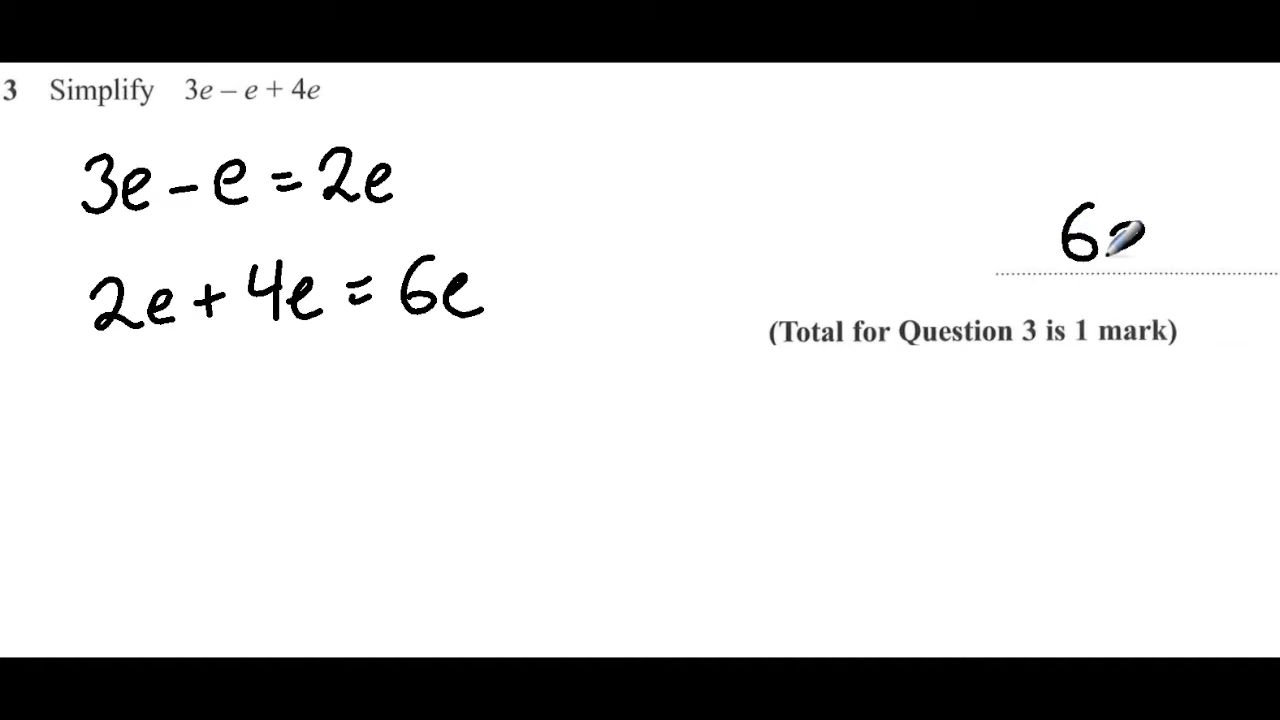 3 Simplify 3e – e + 4e
3e - e = 2e
2e + 4e = 6e
6
(Total for Question 3 is 1 mark)